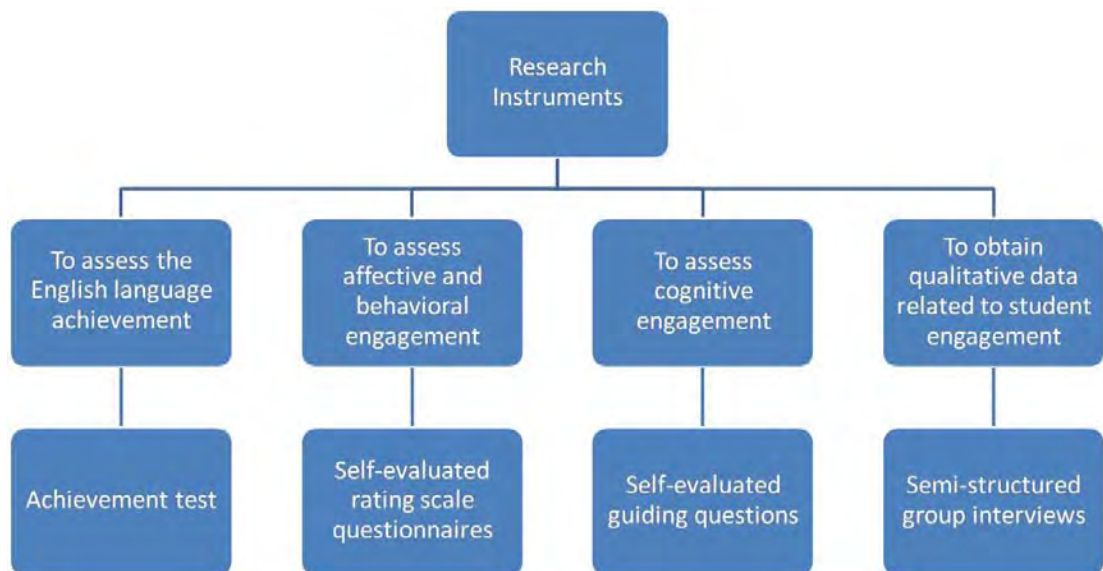 Research
Instruments
To assess the
English language
achievement
To assess
affective and
behavioral
engagement
To assess
cognitive
engagement
To obtain
qualitative data
related to student
engagement
Achievement test
Self-evaluated
rating scale
questionnaires
Self-evaluated
guiding questions
Semi-structured
group interviews